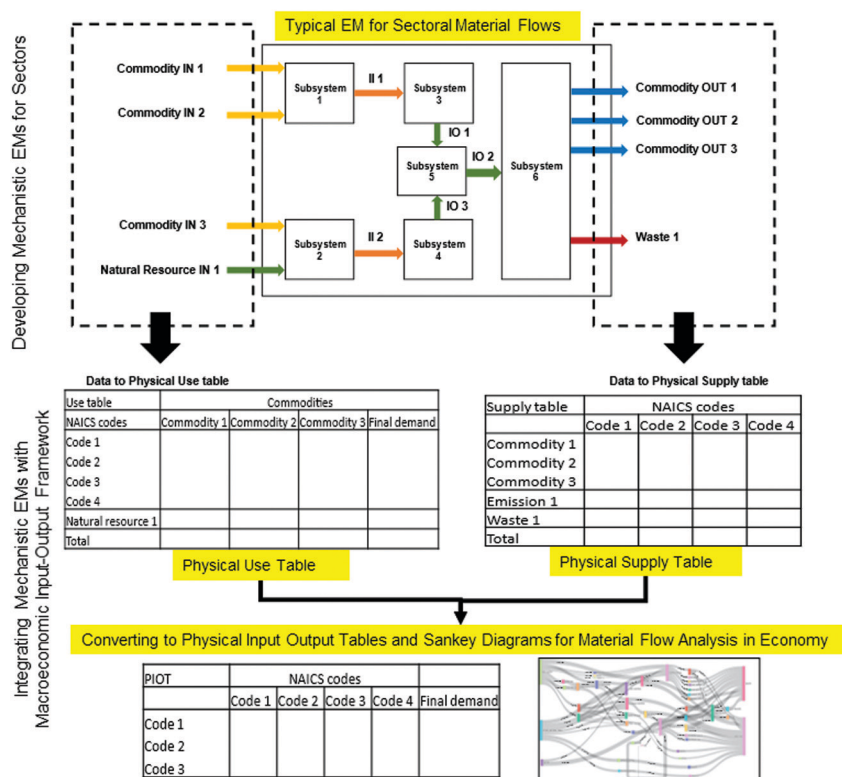 Typical EM for Sectoral Material Flows
Developing Mechanistic EMs for Sectors
Commodity IN 1
Commodity IN 2
Commodity IN 3
Natural Resource IN 1
Subsystem
1
II 1
Subsystem
3
IO 1
Subsystem
5
IO 2
Subsystem
6
IO 3
Subsystem
2
II 2
Subsystem
4
Commodity OUT 1
Commodity OUT 2
Commodity OUT 3
Waste 1
Integrating Mechanistic EMs with
Macroeconomic Input-Output Framework
Data to Physical Use table
Use table Commodities
NAICS codes Commodity 1 Commodity 2 Commodity 3 Final demand
Code 1
Code 2
Code 3
Code 4
Natural resource 1
Total
Physical Use Table
Data to Physical Supply table
Supply table NAICS codes
Code 1 Code 2 Code 3 Code 4
Commodity 1
Commodity 2
Commodity 3
Emission 1
Waste 1
Total
Physical Supply Table
Converting to Physical Input Output Tables and Sankey Diagrams for Material Flow Analysis in Economy
PIOT NAICS codes
Code 1 Code 2 Code 3 Code 4 Final demand
Code 1
Code 2
Code 3